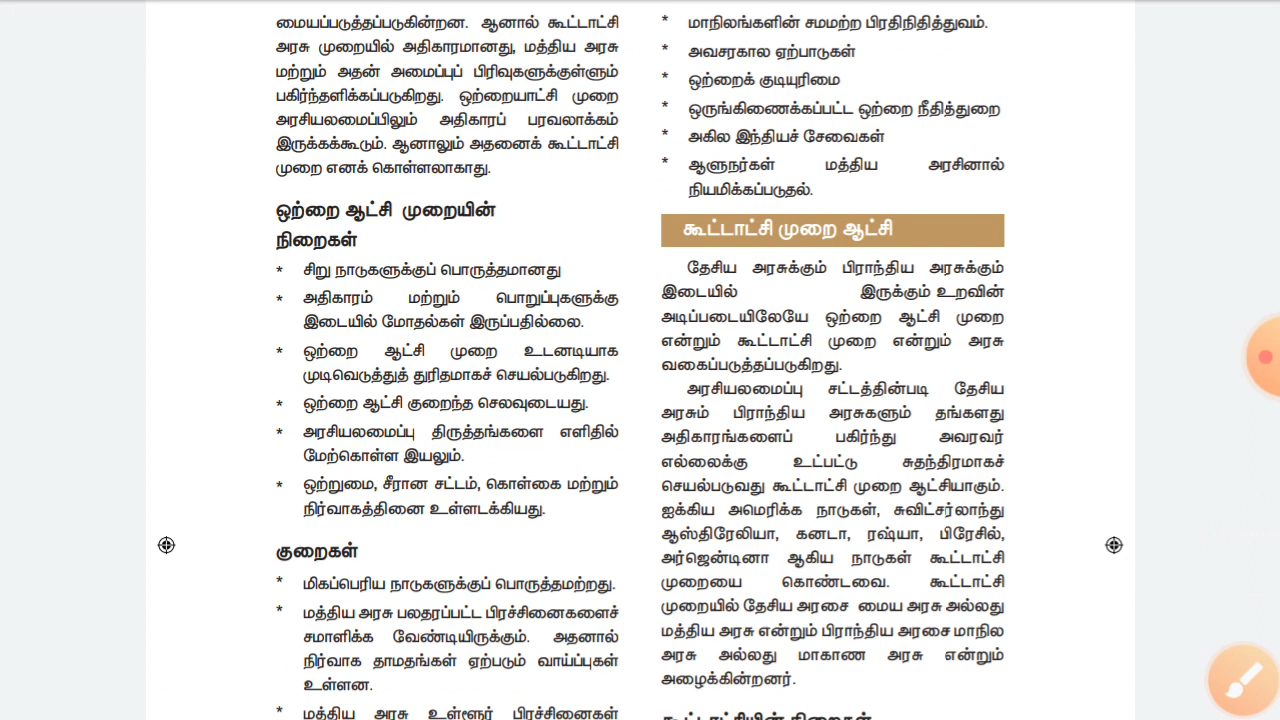 மையப்படுத்தப்படுகின்றன. ஆனால் கூட்டாட்சி
அரசு முறையில் அதிகாரமானது, மத்திய அரசு
மற்றும் அதன் அமைப்புப் பிரிவுகளுக்குள்ளும்
பகிர்ந்தளிக்கப்படுகிறது. ஒற்றையாட்சி முறை
அரசியலமைப்பிலும் அதிகாரப் பரவலாக்கம்
இருக்கக்கூடும். ஆனாலும் அதனைக் கூட்டாட்சி
முறை எனக் கொள்ளலாகாது.
ஒற்றை ஆட்சி முறையின்
நிறைகள்
* சிறு நாடுகளுக்குப் பொருத்தமானது
* அதிகாரம் மற்றும் பொறுப்புகளுக்கு
இடையில் மோதல்கள் இருப்பதில்லை.
* ஒற்றை ஆட்சி முறை உடனடியாக
முடிவெடுத்துத் துரிதமாகச் செயல்படுகிறது.
* ஒற்றை ஆட்சி குறைந்த செலவுடையது.
* அரசியலமைப்பு திருத்தங்களை எளிதில்
மேற்கொள்ள இயலும்.
* ஒற்றுமை, சீரான சட்டம், கொள்கை மற்றும்
நிர்வாகத்தினை உள்ளடக்கியது.
குறைகள்
* மிகப்பெரிய நாடுகளுக்குப் பொருத்தமற்றது.
* மத்திய அரசு பலதரப்பட்ட பிரச்சினைகளைச்
சமாளிக்க வேண்டியிருக்கும். அதனால்
நிர்வாக தாமதங்கள் ஏற்படும் வாய்ப்புகள்
உள்ளன.
* மத்திய அரசு உள்ளூர் பிரச்சினைகள்
* மாநிலங்களின் சமமற்ற பிரதிநிதித்துவம்.
* அவசரகால ஏற்பாடுகள்
* ஒற்றைக் குடியுரிமை
* ஒருங்கிணைக்கப்பட்ட ஒற்றை நீதித்துறை
* அகில இந்தியச் சேவைகள்
* ஆளுநர்கள் மத்திய அரசினால்
நியமிக்கப்படுதல்.
கூட்டாட்சி முறை ஆட்சி
தேசிய அரசுக்கும் பிராந்திய அரசுக்கும்
இடையில் இருக்கும் உறவின்
அடிப்படையிலேயே ஒற்றை ஆட்சி முறை
என்றும் கூட்டாட்சி முறை என்றும் அரசு
வகைப்படுத்தப்படுகிறது.
அரசியலமைப்பு சட்டத்தின்படி தேசிய
அரசும் பிராந்திய அரசுகளும் தங்களது
அதிகாரங்களைப் பகிர்ந்து அவரவர்
எல்லைக்கு உட்பட்டு சுதந்திரமாகச்
செயல்படுவது கூட்டாட்சி முறை ஆட்சியாகும்.
ஐக்கிய அமெரிக்க நாடுகள், சுவிட்சர்லாந்து
ஆஸ்திரேலியா, கனடா, ரஷ்யா, பிரேசில்,
அர்ஜென்டினா ஆகிய நாடுகள் கூட்டாட்சி
முறையை கொண்டவை. கூட்டாட்சி
முறையில் தேசிய அரசை மைய அரசு அல்லது
மத்திய அரசு என்றும் பிராந்திய அரசை மாநில
அரசு அல்லது மாகாண அரசு என்றும்
அழைக்கின்றனர்.
கூட்டாட்சியின் நிறைகள்